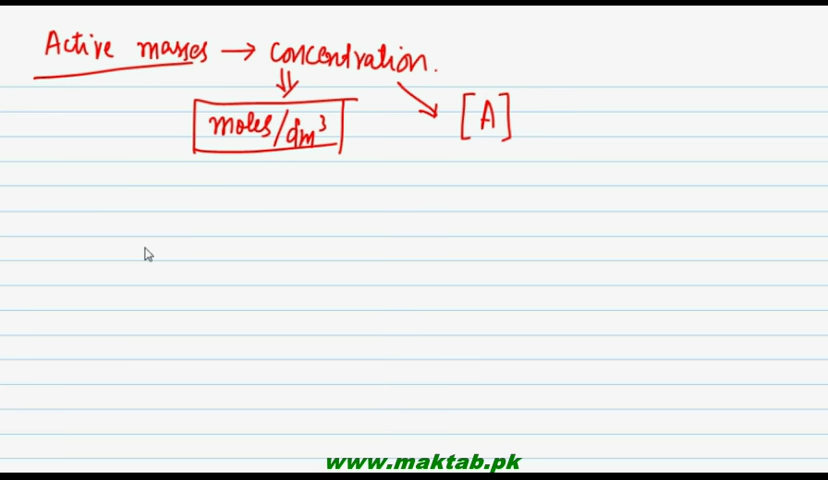 Active masses → concentration.
⇓
moles/dm³ [A]
www.maktab.pk